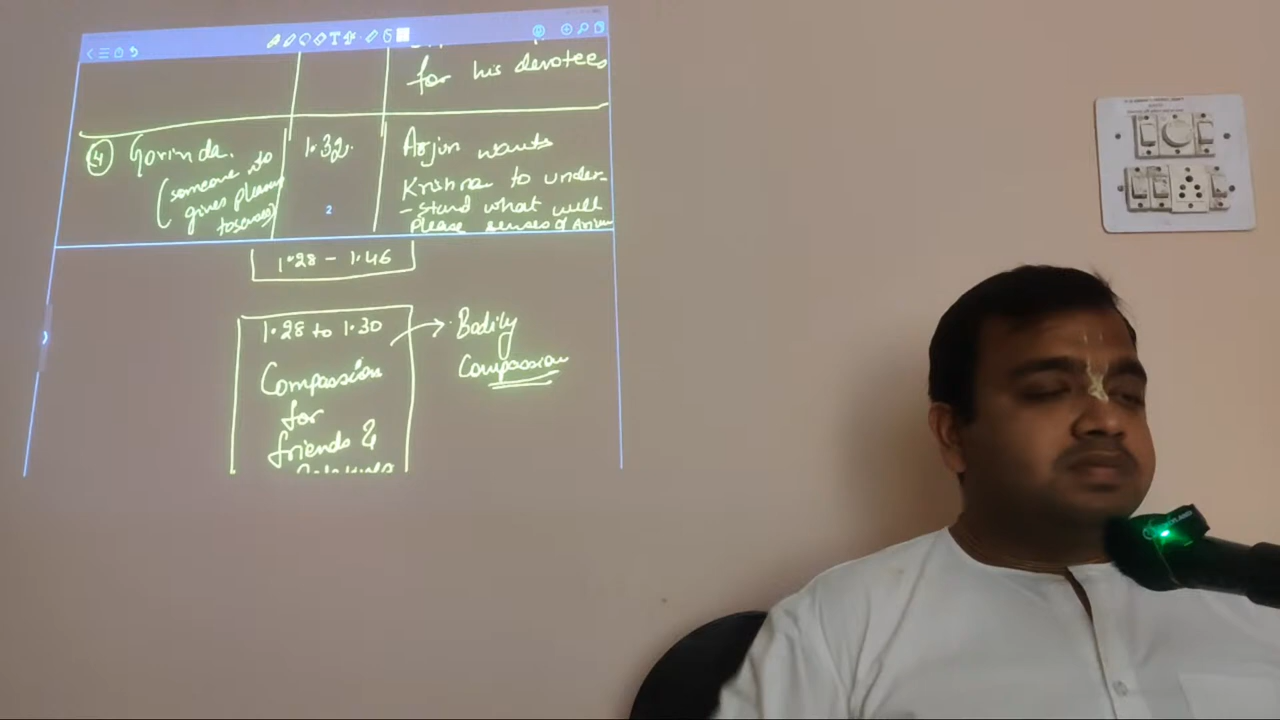 for his devotees
4 Govinda.
(someone who
gives pleasure
to senses)
1.32.
Arjun wants
Krishna to under-
-stand what will
please senses of Arjun
2
1.28 - 1.46
1.28 to 1.30
Compassion
for
friends &
Bodily
Compassion